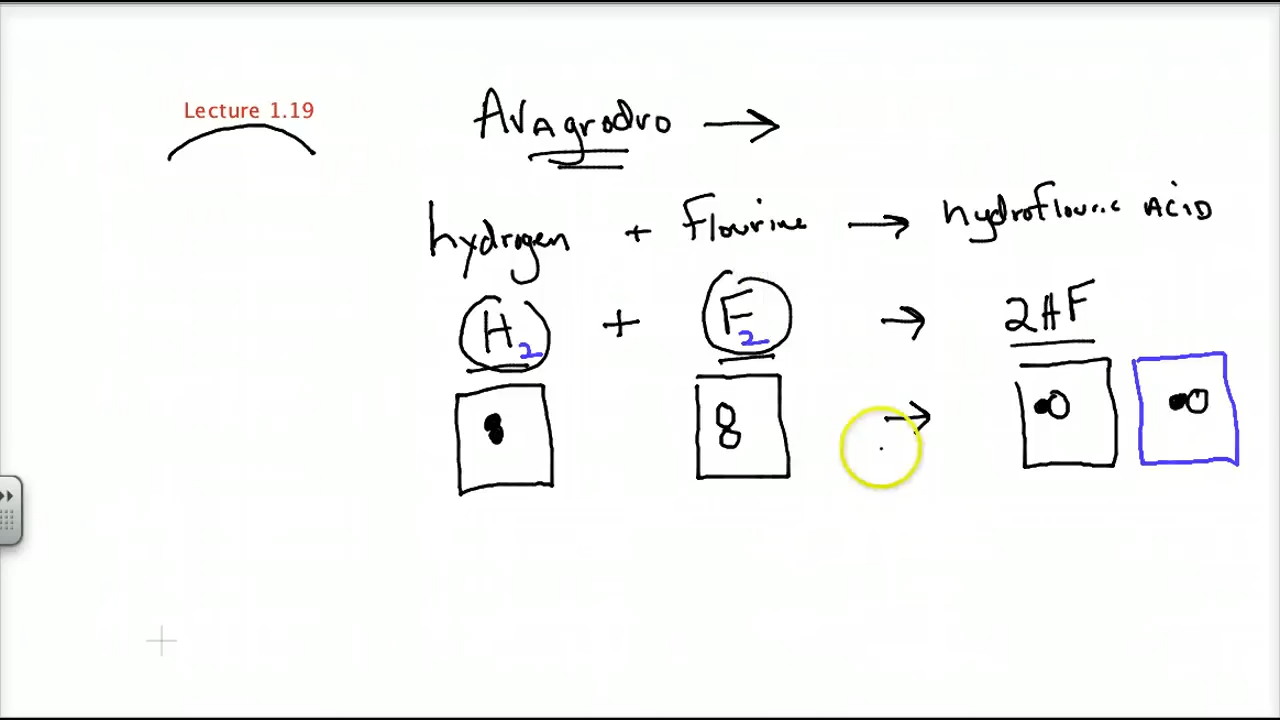 Lecture 1.19
Avagrodro →
hydrogen + flourine → hydroflouric ACID
H2 + F2 → 2HF
→